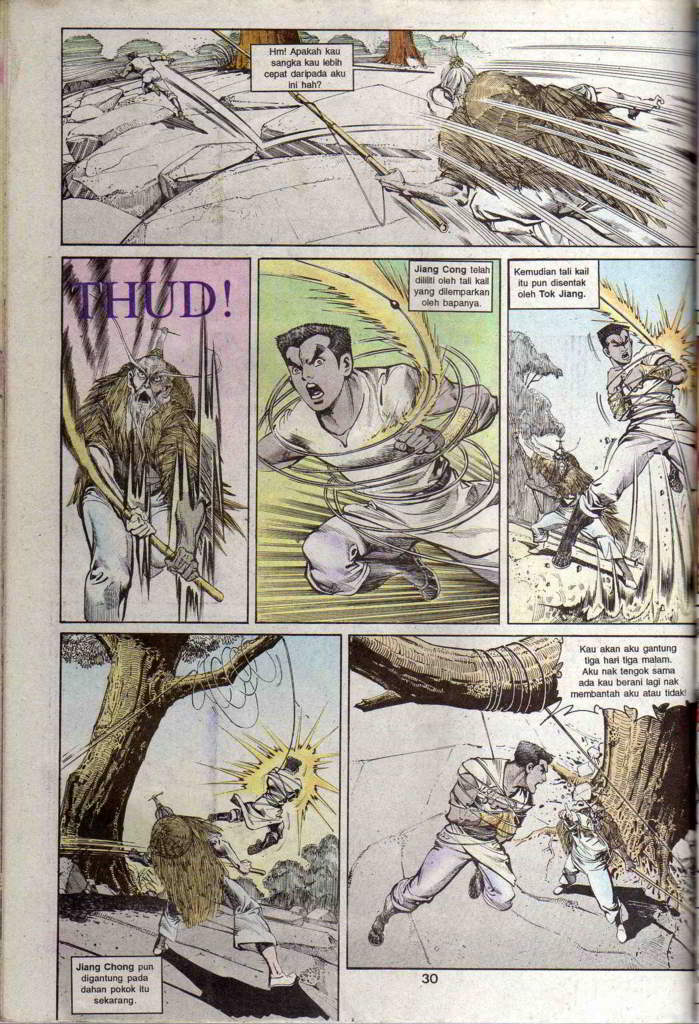 Hm! Apakah kau
sangka kau lebih
cepat daripada aku
ini hah?
THUD!
Jiang Cong telah
dililiti oleh tali kail
yang dilemparkan
oleh bapanya.
Kemudian tali kail
itu pun disentak
oleh Tok Jiang.
Jiang Chong pun
digantung pada
dahan pokok itu
sekarang.
Kau akan aku gantung
tiga hari tiga malam.
Aku nak tengok sama
ada kau berani lagi nak
membantah aku atau tidak!
30